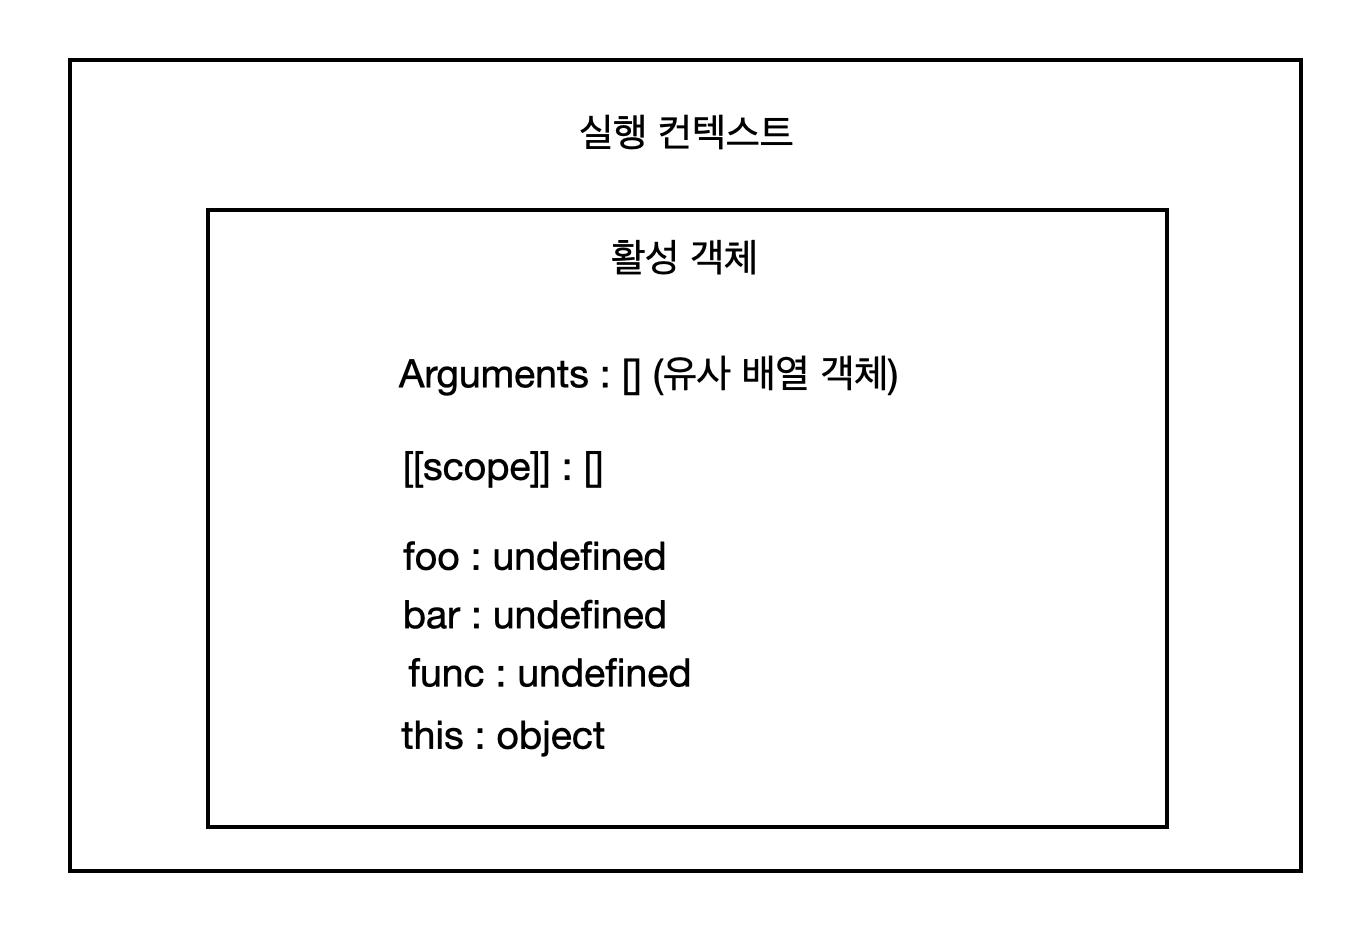 실행 컨텍스트
활성 객체
Arguments : [] (유사 배열 객체)
[[scope]] : []
foo : undefined
bar : undefined
func : undefined
this : object